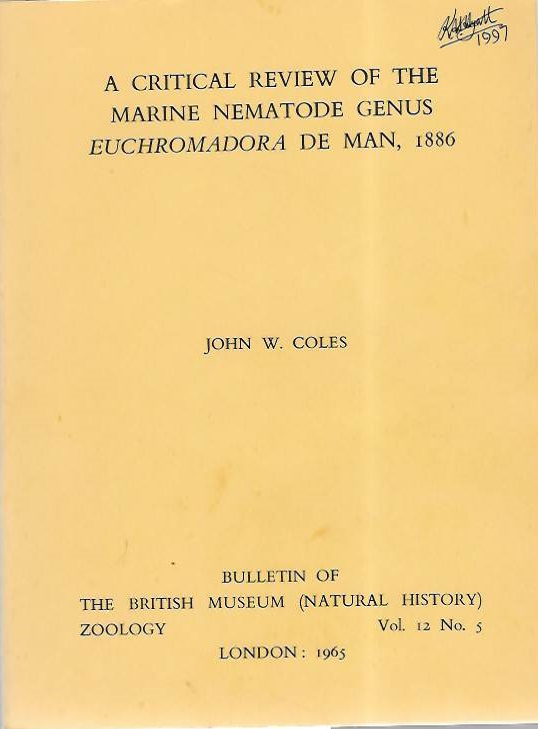 1997
A CRITICAL REVIEW OF THE
MARINE NEMATODE GENUS
EUCHROMADORA DE MAN, 1886
JOHN W. COLES
BULLETIN OF
THE BRITISH MUSEUM (NATURAL HISTORY)
ZOOLOGY Vol. 12 No. 5
LONDON: 1965